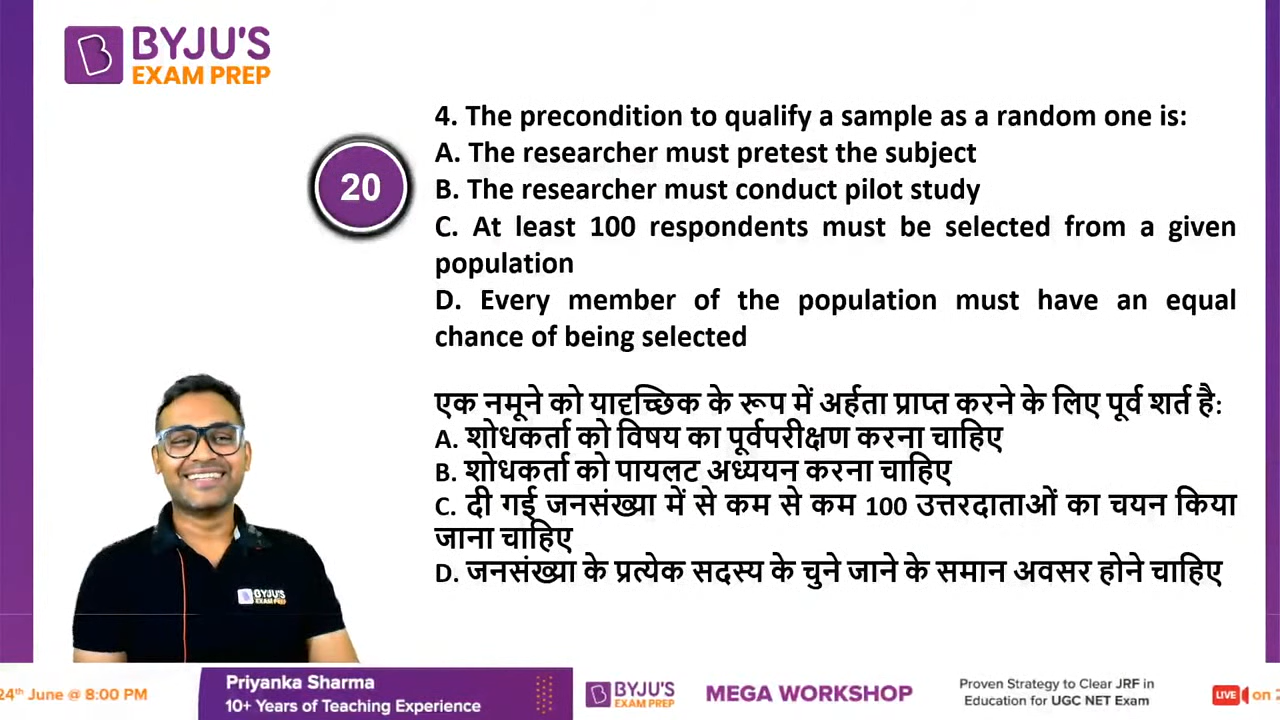 BYJU'S
EXAM PREP
4. The precondition to qualify a sample as a random one is:
A. The researcher must pretest the subject
20
B. The researcher must conduct pilot study
C. At least 100 respondents must be selected from a given
population
D. Every member of the population must have an equal
chance of being selected
एक नमूने को यादृच्छिक के रूप में अर्हता प्राप्त करने के लिए पूर्व शर्त है:
A. शोधकर्ता को विषय का पूर्वपरीक्षण करना चाहिए
B. शोधकर्ता को पायलट अध्ययन करना चाहिए
C. दी गई जनसंख्या में से कम से कम 100 उत्तरदाताओं का चयन किया
जाना चाहिए
D. जनसंख्या के प्रत्येक सदस्य के चुने जाने के समान अवसर होने चाहिए
BYJU'S
EXAM PREP
24th June @ 8:00 PM
Priyanka Sharma
10+ Years of Teaching Experience
BYJU'S
EXAM PREP
MEGA WORKSHOP
Proven Strategy to Clear JRF in
Education for UGC NET Exam
LIVE
on